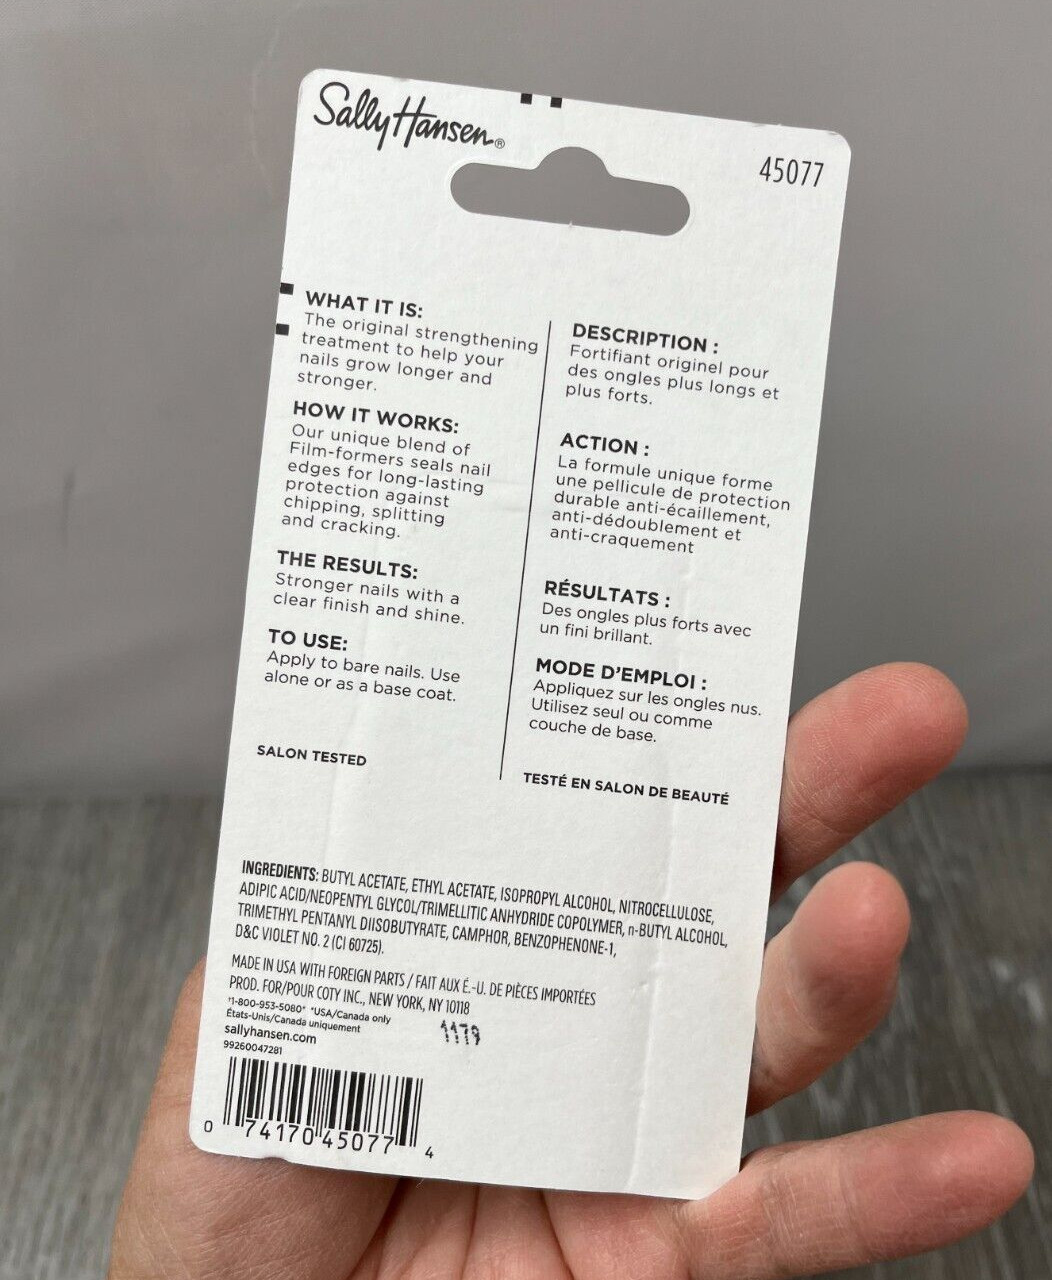 Sally Hansen®
45077
WHAT IT IS:
The original strengthening
treatment to help your
nails grow longer and
stronger.
HOW IT WORKS:
Our unique blend of
Film-formers seals nail
edges for long-lasting
protection against
chipping, splitting
and cracking.
THE RESULTS:
Stronger nails with a
clear finish and shine.
TO USE:
Apply to bare nails. Use
alone or as a base coat.
SALON TESTED
DESCRIPTION :
Fortifiant originel pour
des ongles plus longs et
plus forts.
ACTION :
La formule unique forme
une pellicule de protection
durable anti-écaillement,
anti-dédoublement et
anti-craquement
RÉSULTATS :
Des ongles plus forts avec
un fini brillant.
MODE D'EMPLOI :
Appliquez sur les ongles nus.
Utilisez seul ou comme
couche de base.
TESTÉ EN SALON DE BEAUTÉ
INGREDIENTS: BUTYL ACETATE, ETHYL ACETATE, ISOPROPYL ALCOHOL, NITROCELLULOSE,
ADIPIC ACID/NEOPENTYL GLYCOL/TRIMELLITIC ANHYDRIDE COPOLYMER, n-BUTYL ALCOHOL,
TRIMETHYL PENTANYL DIISOBUTYRATE, CAMPHOR, BENZOPHENONE-1,
D&C VIOLET NO. 2 (CI 60725).
MADE IN USA WITH FOREIGN PARTS / FAIT AUX É.-U. DE PIÈCES IMPORTÉES
PROD. FOR/POUR COTY INC., NEW YORK, NY 10118
†1-800-953-5080* *USA/Canada only
États-Unis/Canada uniquement
1179
sallyhansen.com
99260047281
0 74170 45077 4